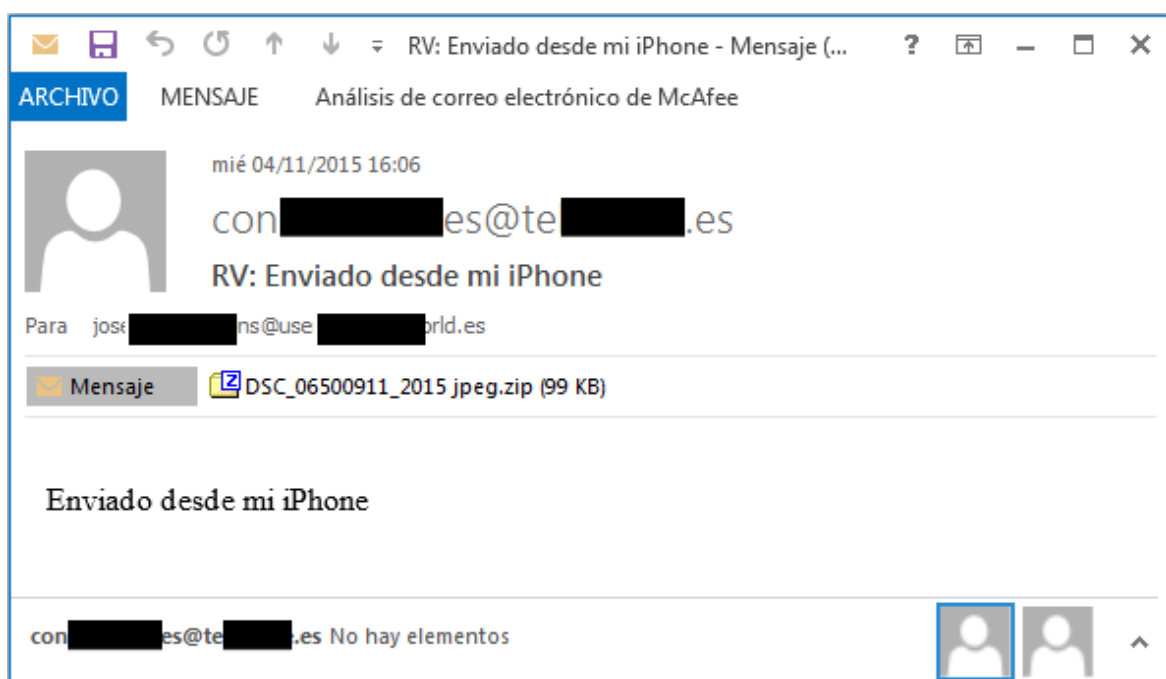 RV: Enviado desde mi iPhone - Mensaje (... ?
ARCHIVO MENSAJE Análisis de correo electrónico de McAfee
mié 04/11/2015 16:06
con es@te .es
RV: Enviado desde mi iPhone
Para jose ns@use orld.es
Mensaje Z DSC_06500911_2015 jpeg.zip (99 KB)
Enviado desde mi iPhone
con es@te .es No hay elementos